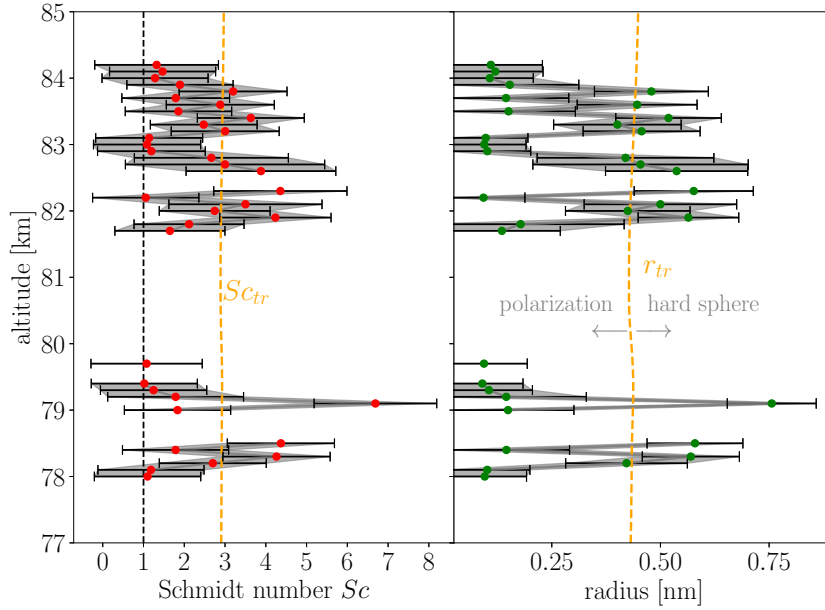 85
84
83
82
81
80
79
78
77
altitude [km]
Sc_tr
0 1 2 3 4 5 6 7 8
Schmidt number Sc
r_tr
polarization hard sphere
0.25 0.50 0.75
radius [nm]